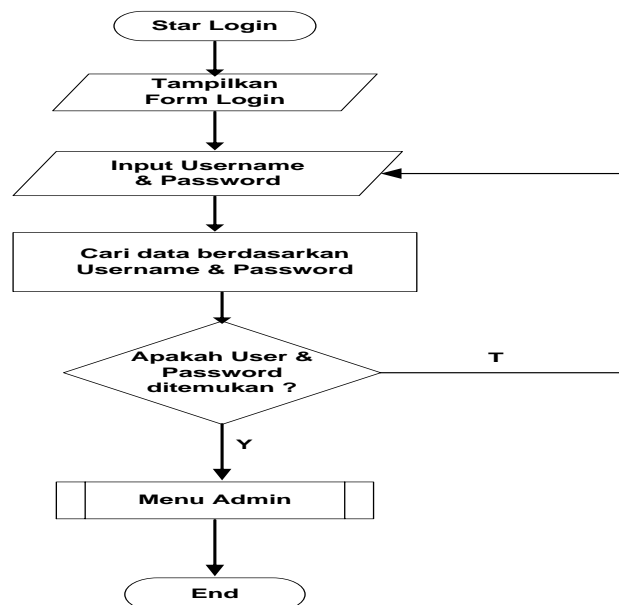 Star Login
Tampilkan
Form Login
Input Username
& Password
Cari data berdasarkan
Username & Password
Apakah User &
Password
ditemukan ?
T
Y
Menu Admin
End